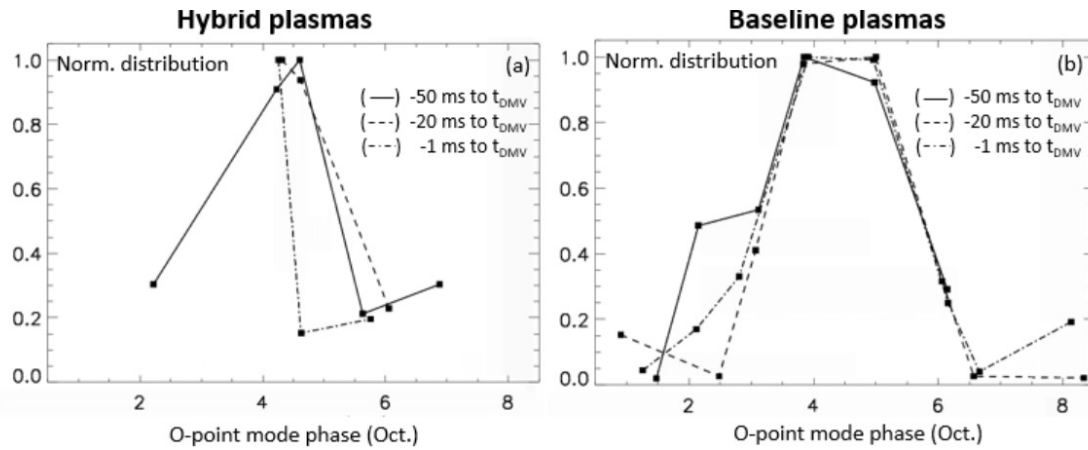 Hybrid plasmas
Norm. distribution (a)
(—) -50 ms to tDMV
(---) -20 ms to tDMV
(-·-·) -1 ms to tDMV
1.0
0.8
0.6
0.4
0.2
0.0
2 4 6 8
O-point mode phase (Oct.)
Baseline plasmas
Norm. distribution (b)
(—) -50 ms to tDMV
(---) -20 ms to tDMV
(-·-·) -1 ms to tDMV
1.0
0.8
0.6
0.4
0.2
0.0
2 4 6 8
O-point mode phase (Oct.)